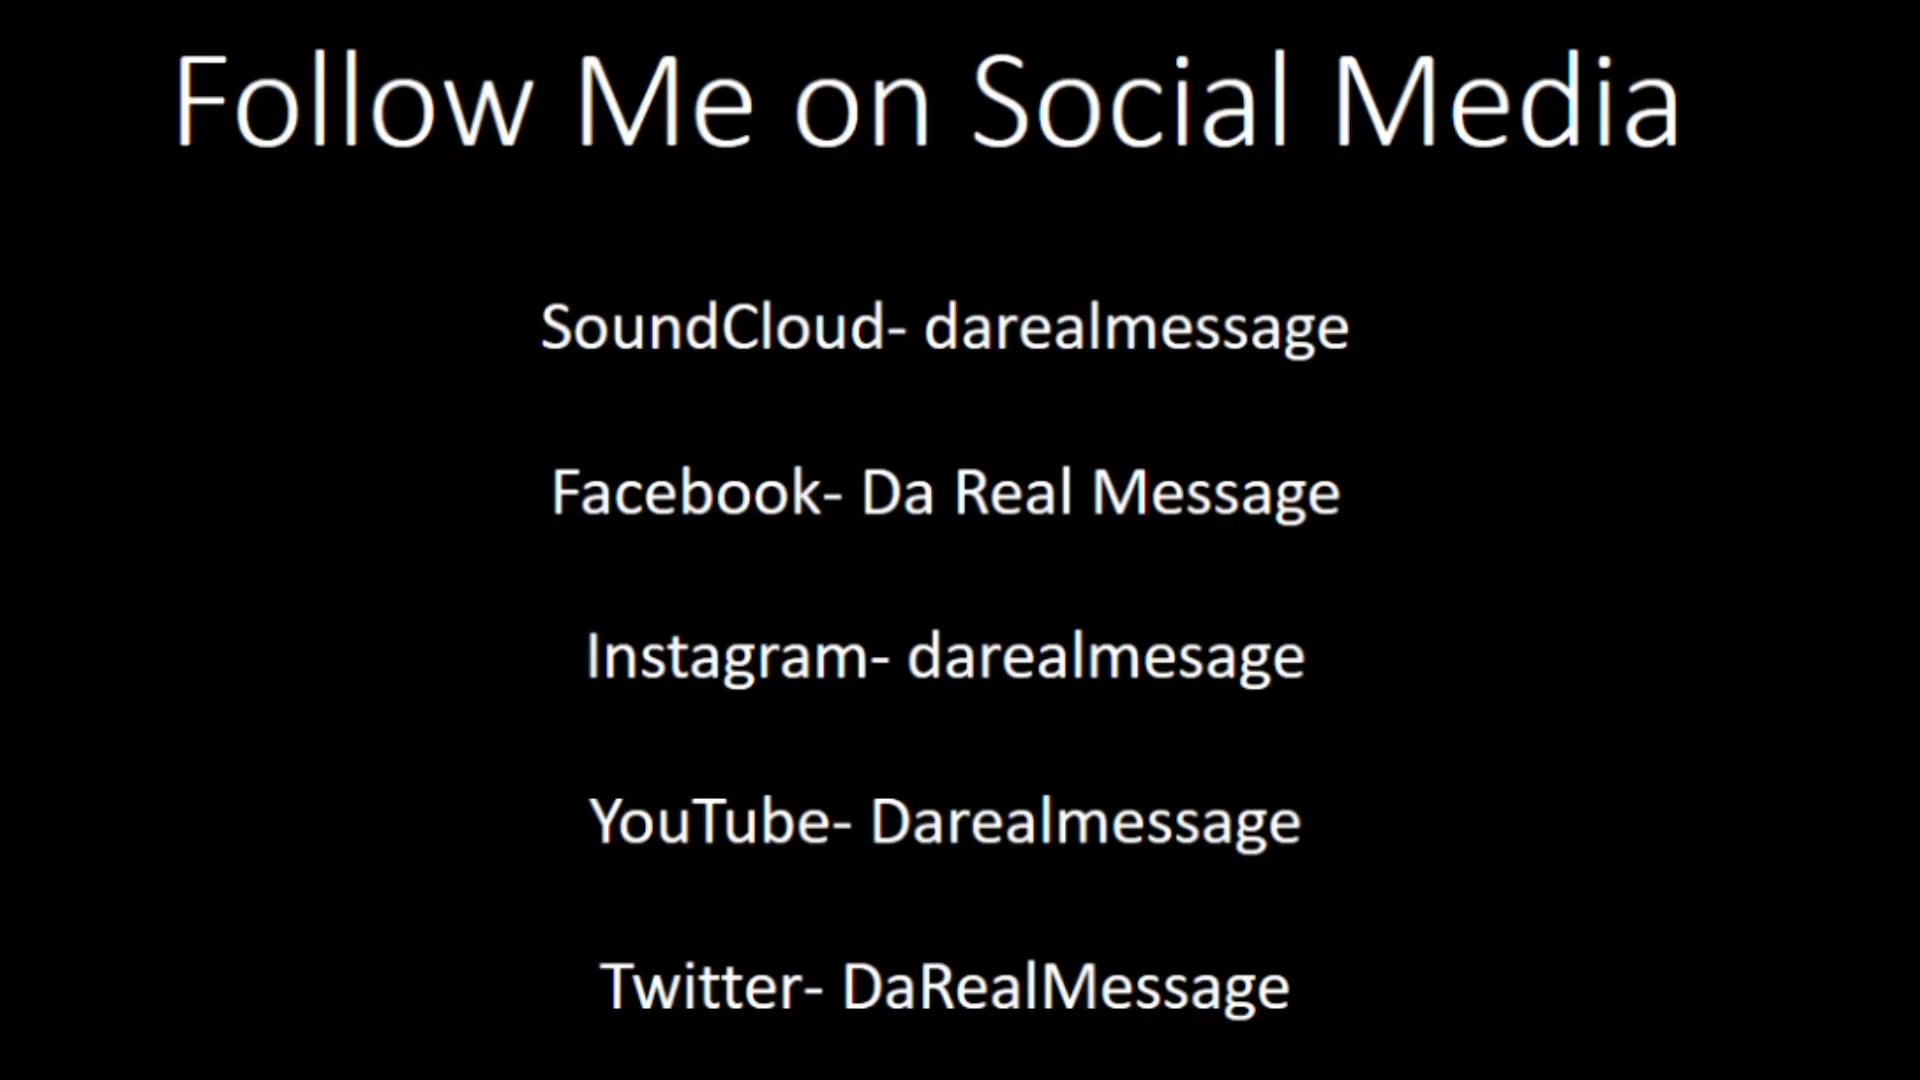 Follow Me on Social Media
SoundCloud- darealmessage
Facebook- Da Real Message
Instagram- darealmesage
YouTube- Darealmessage
Twitter- DaRealMessage